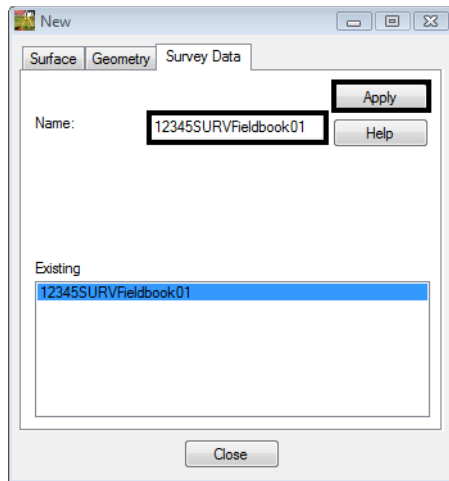 New
Surface Geometry Survey Data
Apply
Name: 12345SURVFieldbook01
Help
Existing
12345SURVFieldbook01
Close